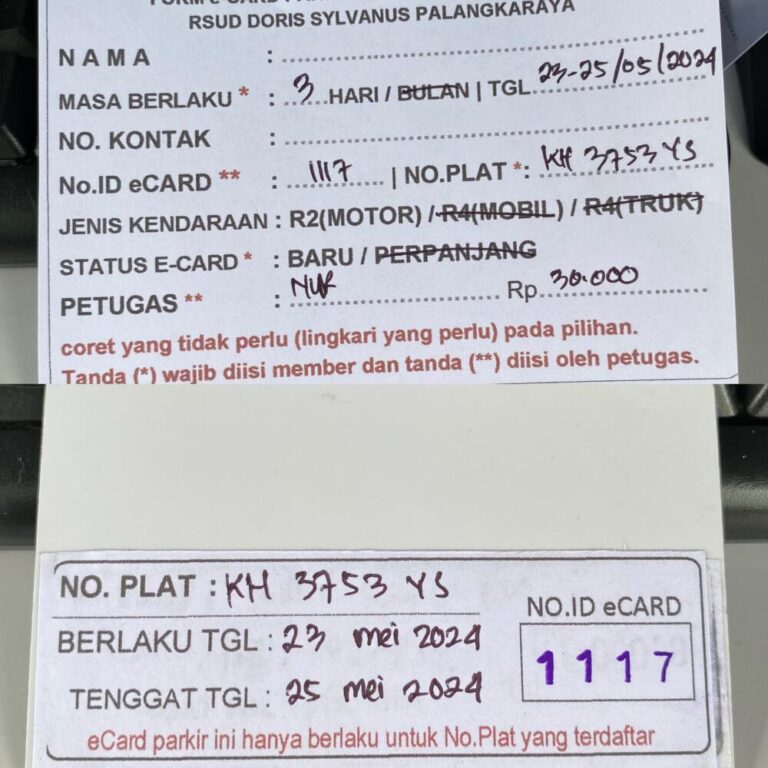 RSUD DORIS SYLVANUS PALANGKARAYA
NAMA :
MASA BERLAKU * : 3 HARI / BULAN | TGL 23-25/05/2024
NO. KONTAK :
No.ID eCARD ** : 1117 | NO.PLAT *: KH 3753 YS
JENIS KENDARAAN : R2(MOTOR) / R4(MOBIL) / R4(TRUK)
STATUS E-CARD * : BARU / PERPANJANG
PETUGAS ** : NUR Rp. 30.000
coret yang tidak perlu (lingkari yang perlu) pada pilihan.
Tanda (*) wajib diisi member dan tanda (**) diisi oleh petugas.
NO. PLAT : KH 3753 YS
BERLAKU TGL : 23 mei 2024
TENGGAT TGL : 25 mei 2024
NO.ID eCARD
1117
eCard parkir ini hanya berlaku untuk No.Plat yang terdaftar